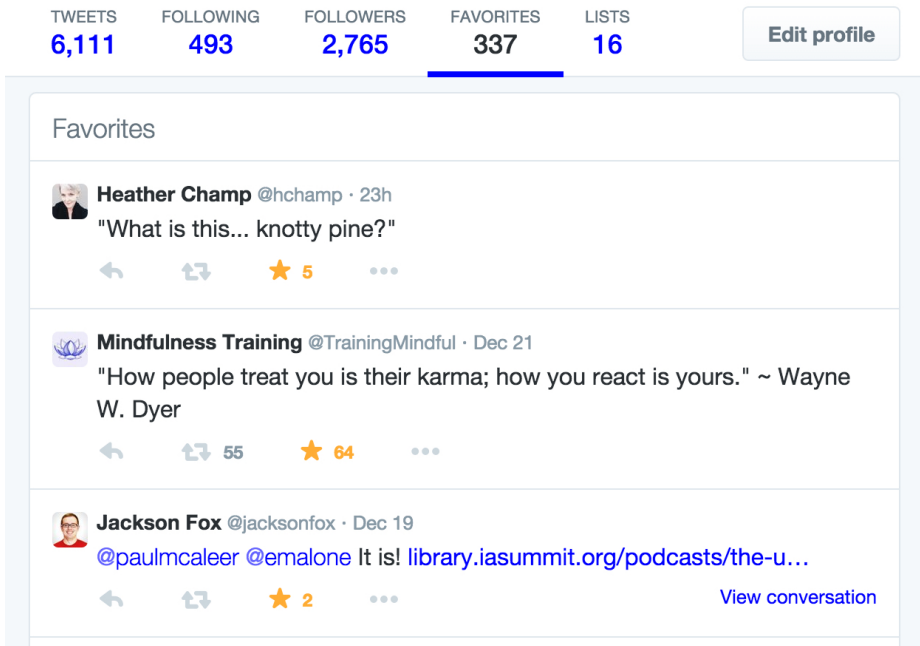 TWEETS FOLLOWING FOLLOWERS FAVORITES LISTS
6,111 493 2,765 337 16
Edit profile
Favorites
Heather Champ @hchamp · 23h
"What is this... knotty pine?"
5
Mindfulness Training @TrainingMindful · Dec 21
"How people treat you is their karma; how you react is yours." ~ Wayne
W. Dyer
55 64
Jackson Fox @jacksonfox · Dec 19
@paulmcaleer @emalone It is! library.iasummit.org/podcasts/the-u…
2 View conversation